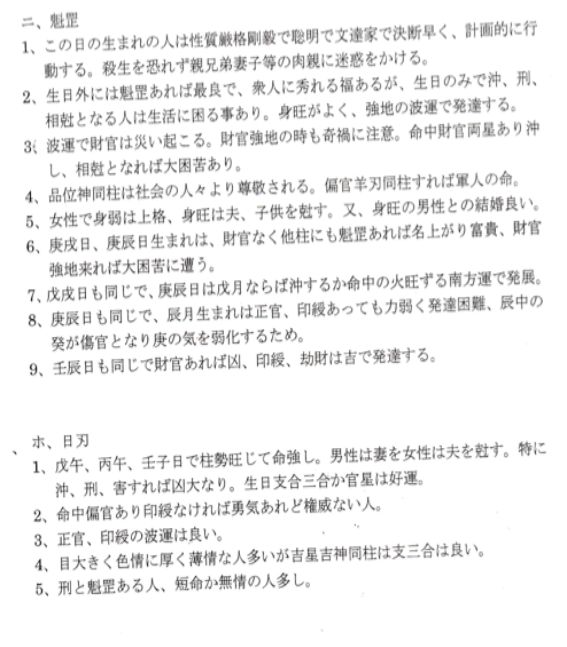 ニ、魁罡
1、この日の生まれの人は性質厳格剛毅で聡明で文達家で決断早く、計画的に行
動する。殺生を恐れず親兄弟妻子等の肉親に迷惑をかける。
2、生日外には魁罡あれば最良で、衆人に秀れる福あるが、生日のみで沖、刑、
相尅となる人は生活に困る事あり。身旺がよく、強地の波運で発達する。
3、波運で財官は災い起こる。財官強地の時も奇禍に注意。命中財官両星あり沖
し、相尅となれば大困苦あり。
4、品位神同柱は社会の人々より尊敬される。偏官羊刃同柱すれば軍人の命。
5、女性で身弱は上格、身旺は夫、子供を尅す。又、身旺の男性との結婚良い。
6、庚戌日、庚辰日生まれは、財官なく他柱にも魁罡あれば名上がり富貴、財官
強地来れば大困苦に遭う。
7、戊戌日も同じで、庚辰日は戊月ならば沖するか命中の火旺ずる南方運で発展。
8、庚辰日も同じで、辰月生まれは正官、印綬あっても力弱く発達困難、辰中の
癸が傷官となり庚の気を弱化するため。
9、壬辰日も同じで財官あれば凶、印綬、劫財は吉で発達する。
ホ、日刃
1、戊午、丙午、壬子日で柱勢旺じて命強し。男性は妻を女性は夫を尅す。特に
沖、刑、害すれば凶大なり。生日支合三合か官星は好運。
2、命中偏官あり印綬なければ勇気あれど権威ない人。
3、正官、印綬の波運は良い。
4、目大きく色情に厚く薄情な人多いが吉星吉神同柱は支三合は良い。
5、刑と魁罡ある人、短命か無情の人多し。